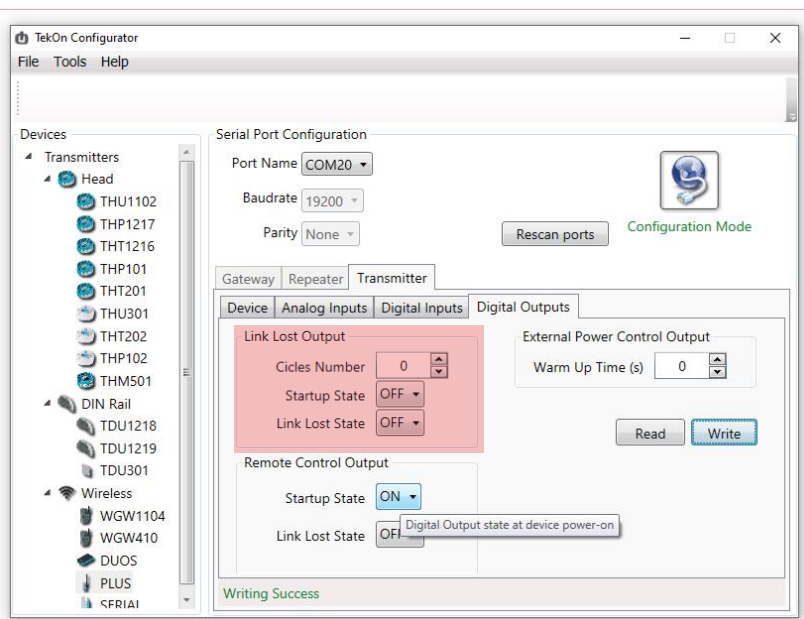 TekOn Configurator
File Tools Help
Devices
Transmitters
Head
THU1102
THP1217
THT1216
THP101
THT201
THU301
THT202
THP102
THM501
DIN Rail
TDU1218
TDU1219
TDU301
Wireless
WGW1104
WGW410
DUOS
PLUS
SERIAL
Serial Port Configuration
Port Name COM20
Baudrate 19200
Parity None
Rescan ports
Configuration Mode
Gateway Repeater Transmitter
Device Analog Inputs Digital Inputs Digital Outputs
Link Lost Output
Cicles Number 0
Startup State OFF
Link Lost State OFF
External Power Control Output
Warm Up Time (s) 0
Read Write
Remote Control Output
Startup State ON
Digital Output state at device power-on
Link Lost State OFF
Writing Success